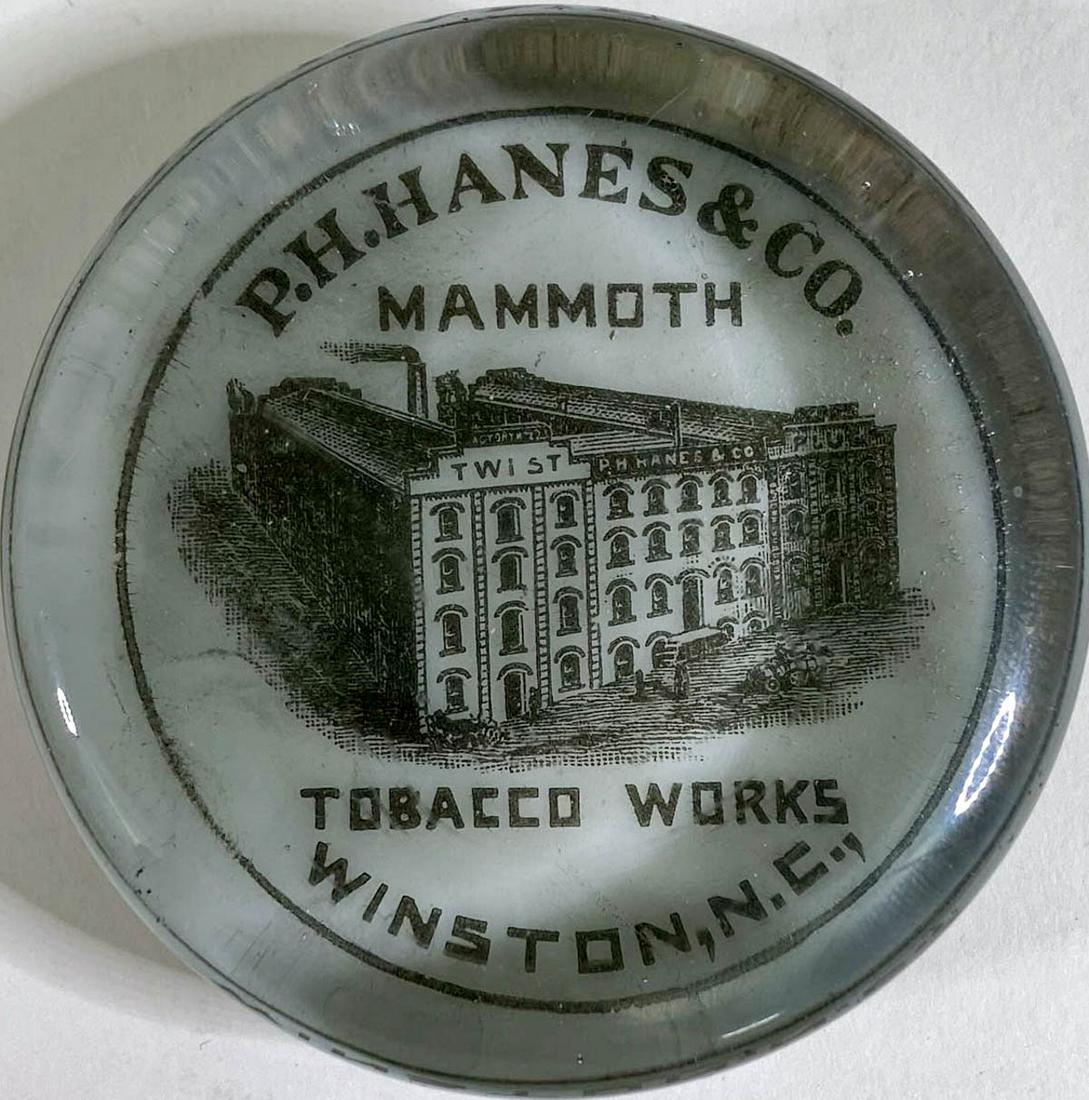 P.H.HANES & CO.
MAMMOTH
TWIST
P.H HANES & CO
TOBACCO WORKS
WINSTON, N.C.,